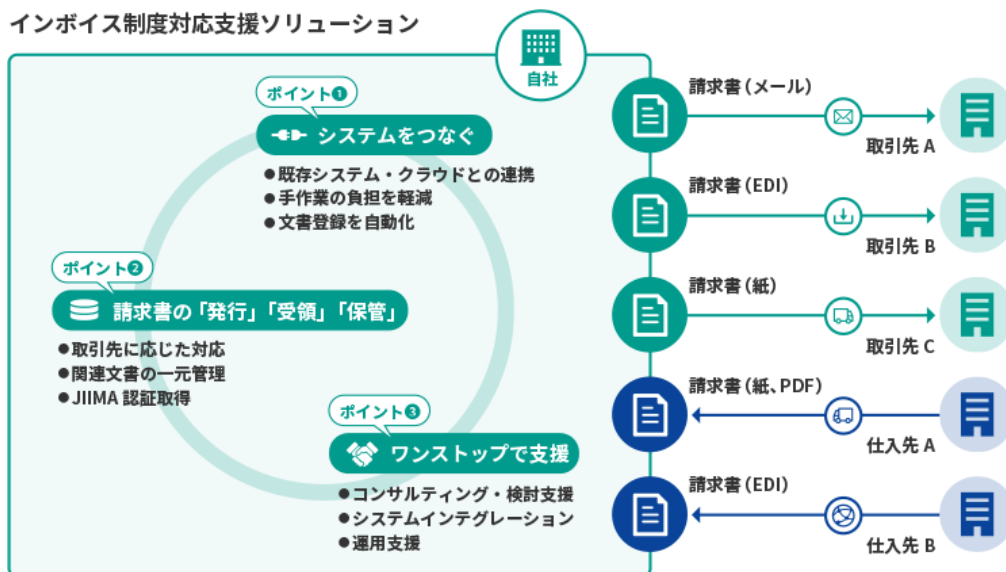 インボイス制度対応支援ソリューション
自社
ポイント❶
システムをつなぐ
●既存システム・クラウドとの連携
●手作業の負担を軽減
●文書登録を自動化
ポイント❷
請求書の「発行」「受領」「保管」
●取引先に応じた対応
●関連文書の一元管理
●JIIMA 認証取得
ポイント❸
ワンストップで支援
●コンサルティング・検討支援
●システムインテグレーション
●運用支援
請求書（メール）
取引先 A
請求書（EDI）
取引先 B
請求書（紙）
取引先 C
請求書（紙、PDF）
仕入先 A
請求書（EDI）
仕入先 B